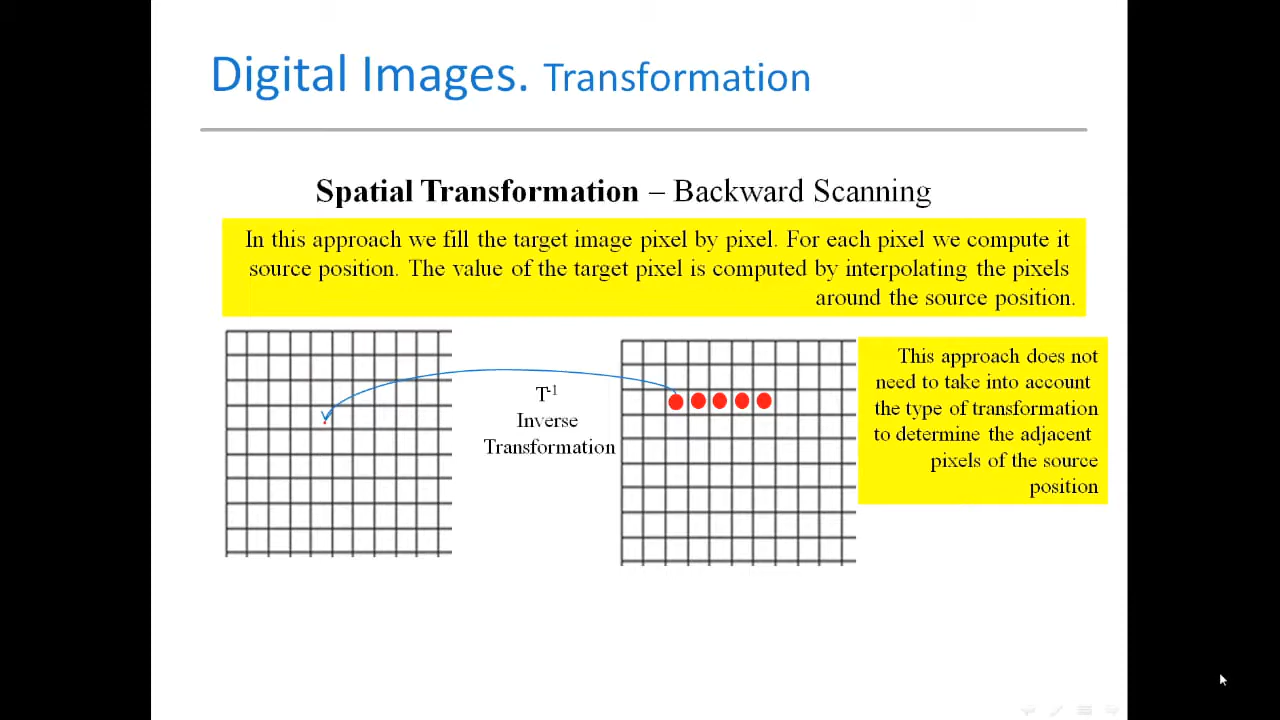 Digital Images. Transformation
Spatial Transformation – Backward Scanning
In this approach we fill the target image pixel by pixel. For each pixel we compute it
source position. The value of the target pixel is computed by interpolating the pixels
around the source position.
T-1
Inverse
Transformation
This approach does not
need to take into account
the type of transformation
to determine the adjacent
pixels of the source
position